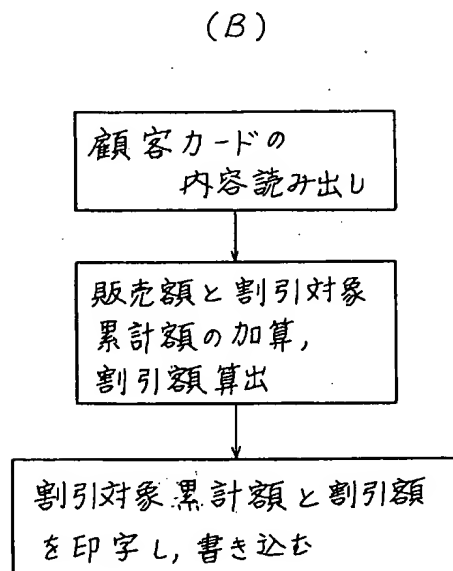 (B)
顧客カードの
内容読み出し
販売額と割引対象
累計額の加算,
割引額算出
割引対象累計額と割引額
を印字し,書き込む